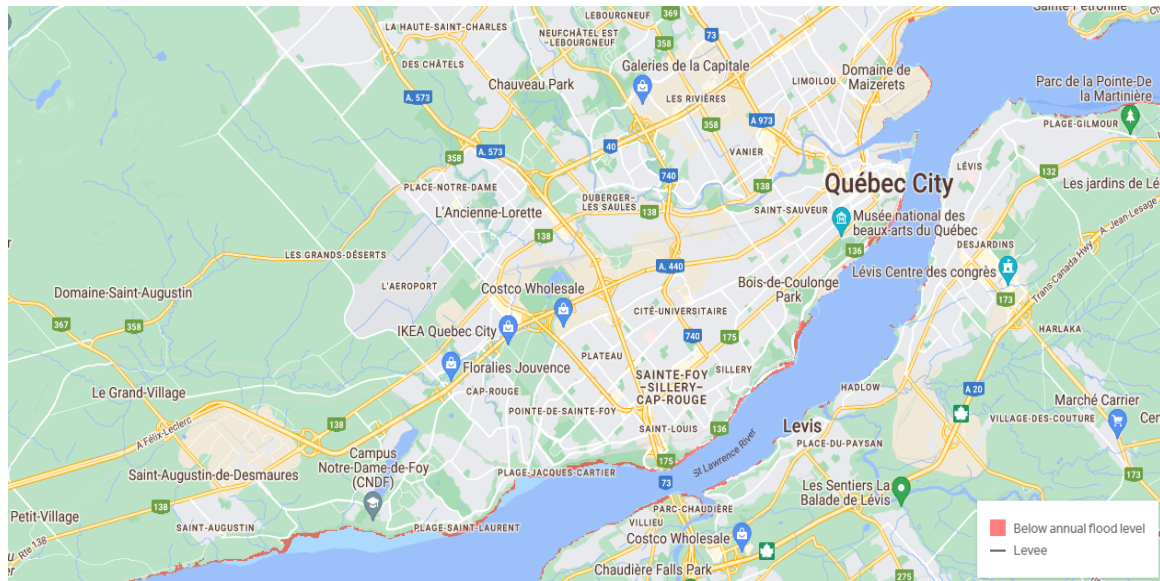 LEBOURGNEUF
369
Sainte-Pétronille
LA HAUTE-SAINT-CHARLES
NEUFCHÂTEL EST
-LEBOURGNEUF
73
358
DES CHÂTELS
Galeries de la Capitale
Domaine de
Maizerets
LIMOILOU
Chauveau Park
Parc de la Pointe-De
la Martinière
A. 573
LES RIVIÈRES
358
A 973
PLAGE-GILMOUR
40
VANIER
A. 573
358
LÉVIS
132
740
138
PLACE-NOTRE-DAME
Québec City
Les jardins de Lé
DUBERGER–
LES SAULES
138
SAINT-SAUVEUR
L'Ancienne-Lorette
Musée national des
beaux-arts du Québec
138
136
DESJARDINS
A. Jean-Lesage
LES GRANDS-DÉSERTS
A. 440
Lévis Centre des congrès
Trans-Canada Hwy
Bois-de-Coulonge
Park
L'AEROPORT
Costco Wholesale
Domaine-Saint-Augustin
173
CITÉ-UNIVERSITAIRE
367
358
IKEA Quebec City
740
175
HARLAKA
PLATEAU
Floralies Jouvence
SAINTE-FOY
–SILLERY–
CAP-ROUGE
SILLERY
HADLOW
A 20
Le Grand-Village
CAP-ROUGE
Marché Carrier
POINTE-DE-SAINTE-FOY
VILLAGE-DES-COUTURE
Cen
138
A Félix-Leclerc
SAINT-LOUIS
136
Levis
PLACE-DU-PAYSAN
St Lawrence River
Campus
Notre-Dame-de-Foy
(CNDF)
175
Saint-Augustin-de-Desmaures
PLAGE-JACQUES-CARTIER
173
73
Les Sentiers La
Balade de Lévis
138
Petit-Village
PARC-CHAUDIÈRE
SAINT-AUGUSTIN
PLAGE-SAINT-LAURENT
VILLIEU
Below annual flood level
Costco Wholesale
Rte 138
Levee
Chaudière Falls Park
275